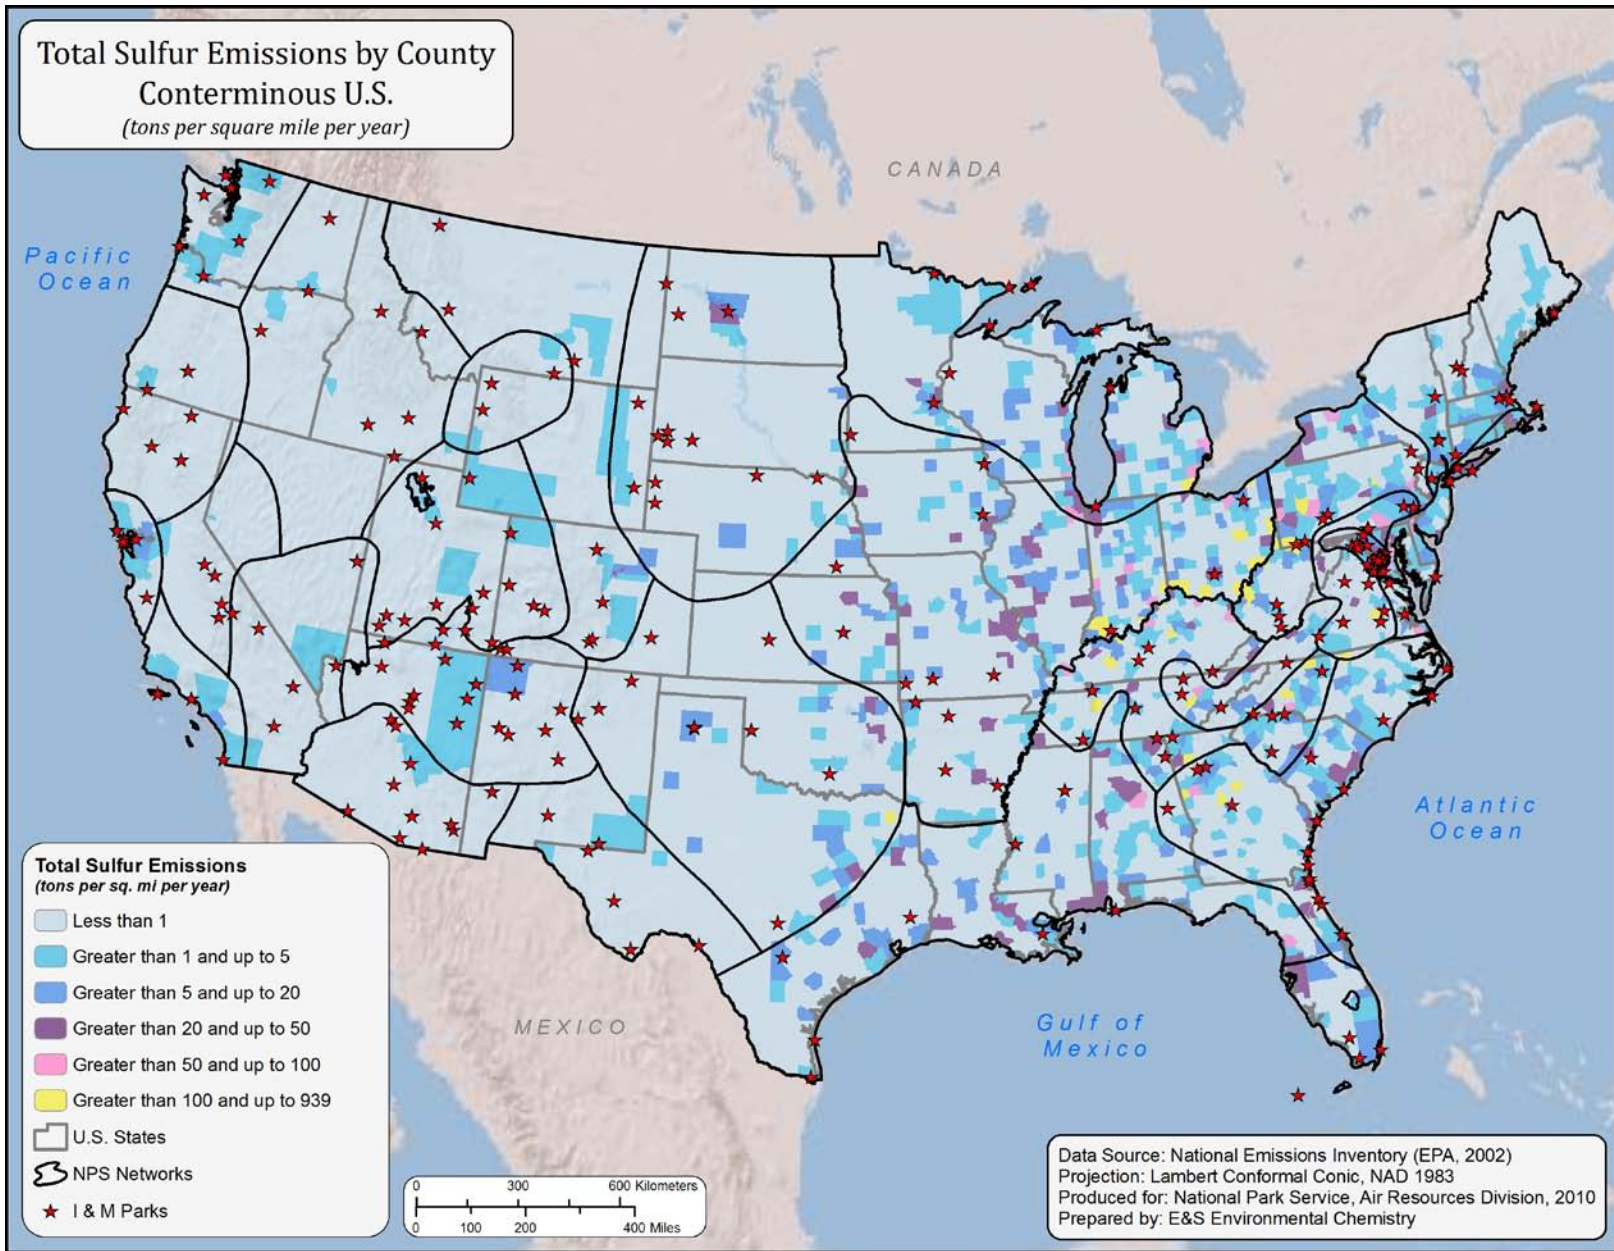 Total Sulfur Emissions by County
Conterminous U.S.
(tons per square mile per year)
CANADA
Pacific
Ocean
Atlantic
Ocean
Gulf of
Mexico
MEXICO
Total Sulfur Emissions
(tons per sq. mi per year)
Less than 1
Greater than 1 and up to 5
Greater than 5 and up to 20
Greater than 20 and up to 50
Greater than 50 and up to 100
Greater than 100 and up to 939
U.S. States
NPS Networks
I & M Parks
0 300 600 Kilometers
0 100 200 400 Miles
Data Source: National Emissions Inventory (EPA, 2002)
Projection: Lambert Conformal Conic, NAD 1983
Produced for: National Park Service, Air Resources Division, 2010
Prepared by: E&S Environmental Chemistry